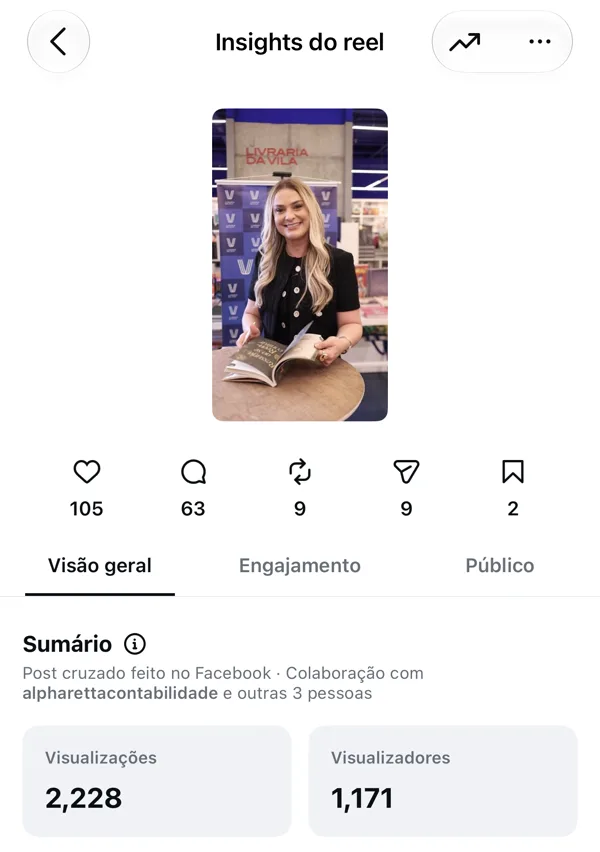 Insights do reel
LIVRARIA
DA VILA
105
63
9
9
2
Visão geral
Engajamento
Público
Sumário
Post cruzado feito no Facebook · Colaboração com
alpharettacontabilidade e outras 3 pessoas
Visualizações
2,228
Visualizadores
1,171